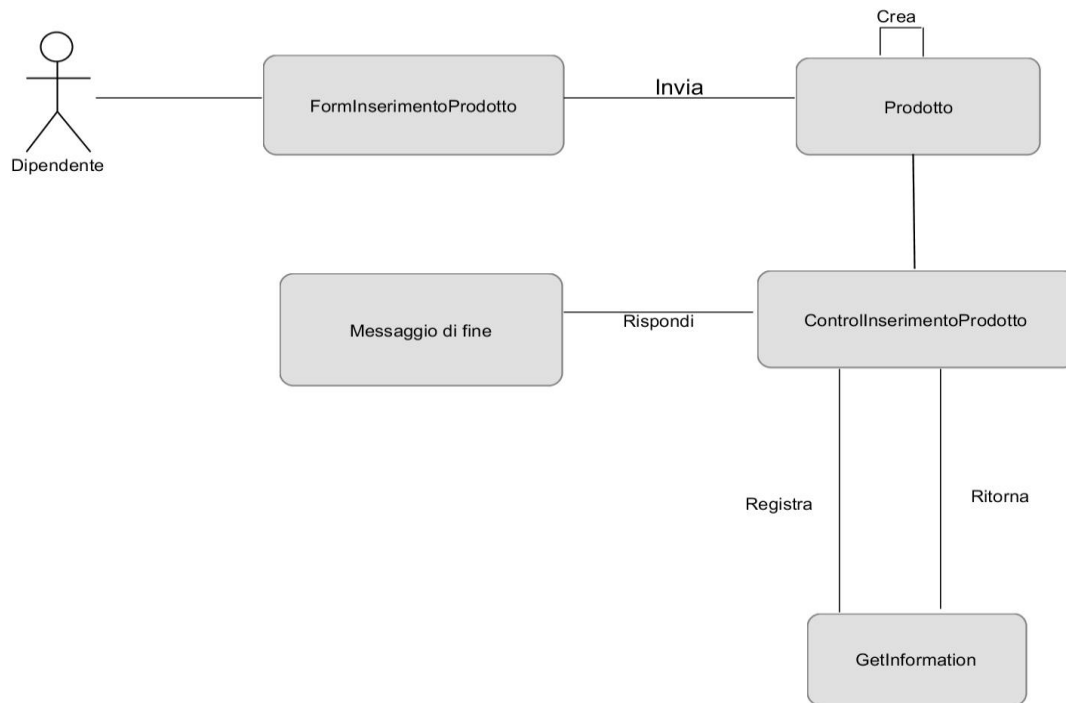 Crea
FormInserimentoProdotto
Invia
Prodotto
Dipendente
Messaggio di fine
Rispondi
ControlInserimentoProdotto
Registra
Ritorna
GetInformation